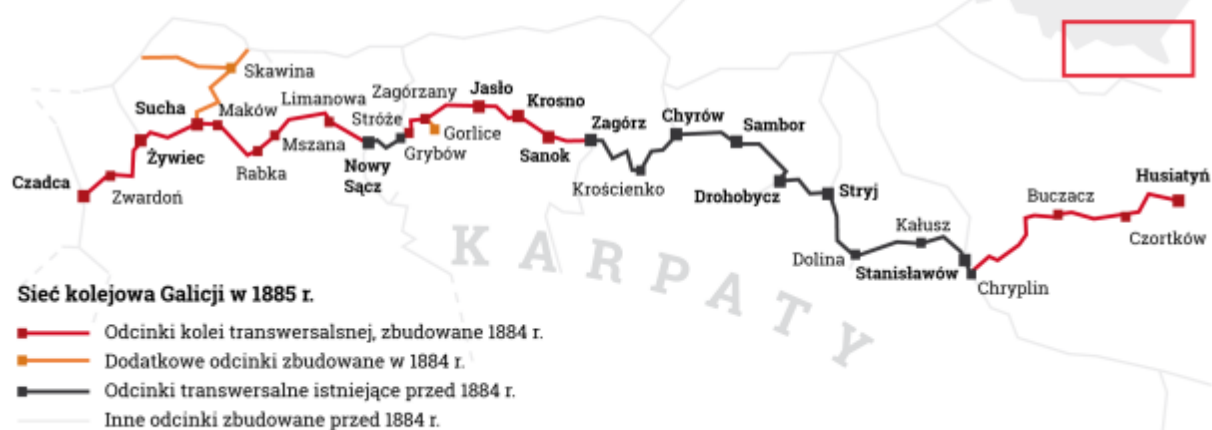 Skawina
Sucha
Maków
Limanowa
Zagórzany
Jasło
Stróże
Krosno
Gorlice
Chyrów
Zagórz
Sambor
Żywiec
Mszana
Grybów
Sanok
Czadca
Zwardoń
Rabka
Nowy
Sącz
Krościenko
Drohobycz
Stryj
Husiatyń
Buczacz
Kałusz
Czortków
Dolina
Stanisławów
Chryplin
KARPATY
Sieć kolejowa Galicji w 1885 r.
Odcinki kolei transwersalsnej, zbudowane 1884 r.
Dodatkowe odcinki zbudowane w 1884 r.
Odcinki transwersalne istniejące przed 1884 r.
Inne odcinki zbudowane przed 1884 r.